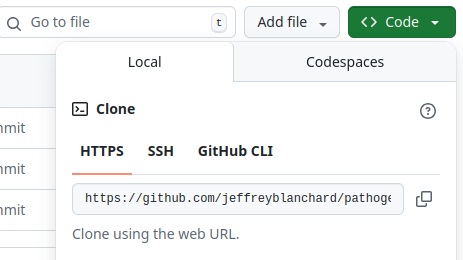 Go to file t Add file Code
Local Codespaces
mmit
Clone
mmit
HTTPS SSH GitHub CLI
https://github.com/jeffreyblanchard/pathoge
mmit
Clone using the web URL.